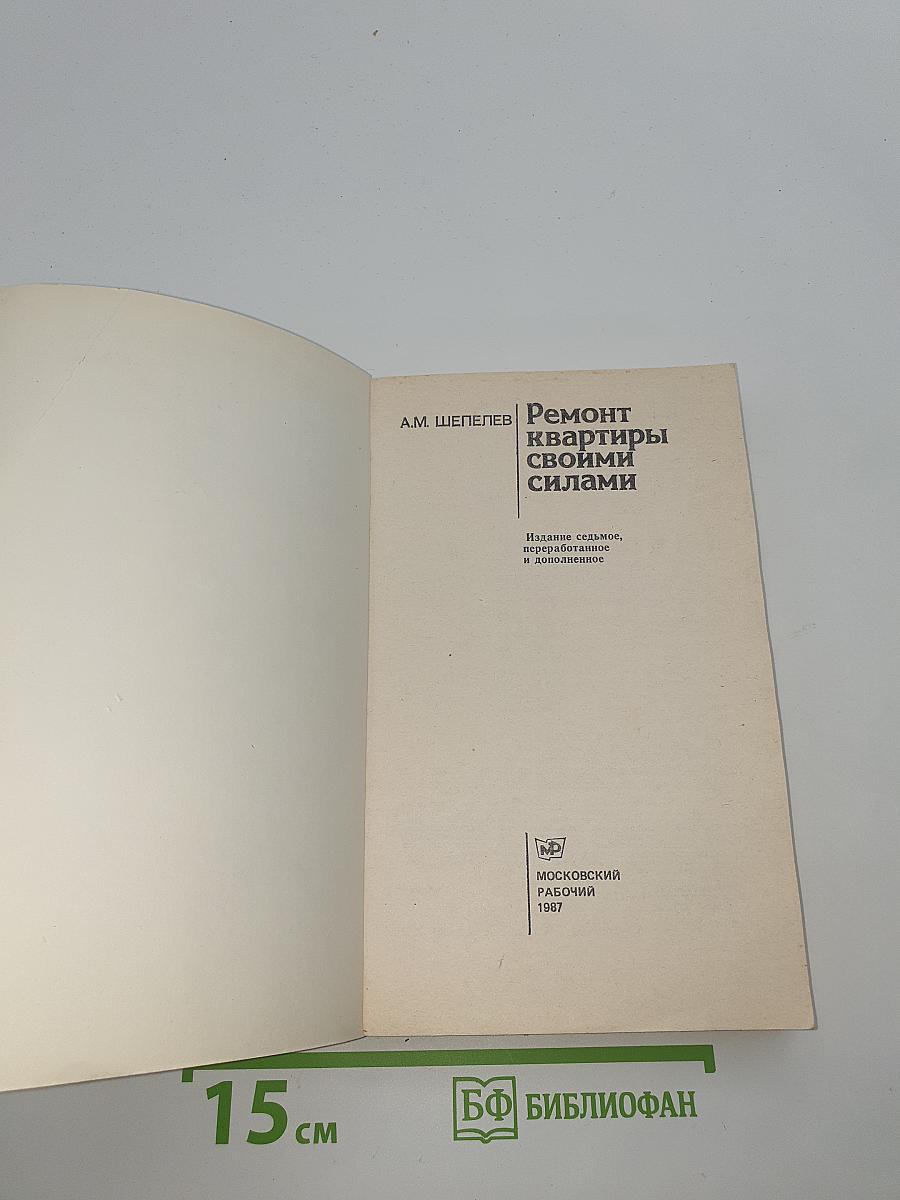 А.М. ШЕПЕЛЕВ
Ремонт
квартиры
своими
силами
Издание седьмое,
переработанное
и дополненное
МР
МОСКОВСКИЙ
РАБОЧИЙ
1987
15 см
БФ БИБЛИОФАН